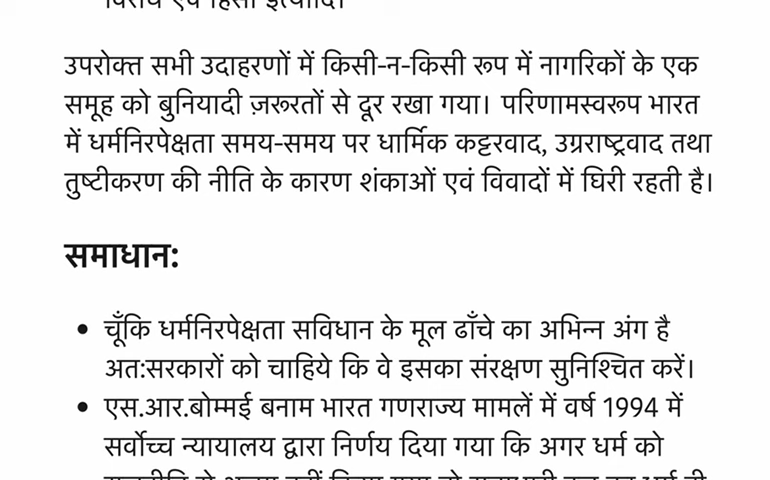 उपरोक्त सभी उदाहरणों में किसी-न-किसी रूप में नागरिकों के एक
समूह को बुनियादी ज़रूरतों से दूर रखा गया। परिणामस्वरूप भारत
में धर्मनिरपेक्षता समय-समय पर धार्मिक कट्टरवाद, उग्रराष्ट्रवाद तथा
तुष्टीकरण की नीति के कारण शंकाओं एवं विवादों में घिरी रहती है।
समाधान:
• चूँकि धर्मनिरपेक्षता सविधान के मूल ढाँचे का अभिन्न अंग है
अत:सरकारों को चाहिये कि वे इसका संरक्षण सुनिश्चित करें।
• एस.आर.बोम्मई बनाम भारत गणराज्य मामलें में वर्ष 1994 में
सर्वोच्च न्यायालय द्वारा निर्णय दिया गया कि अगर धर्म को